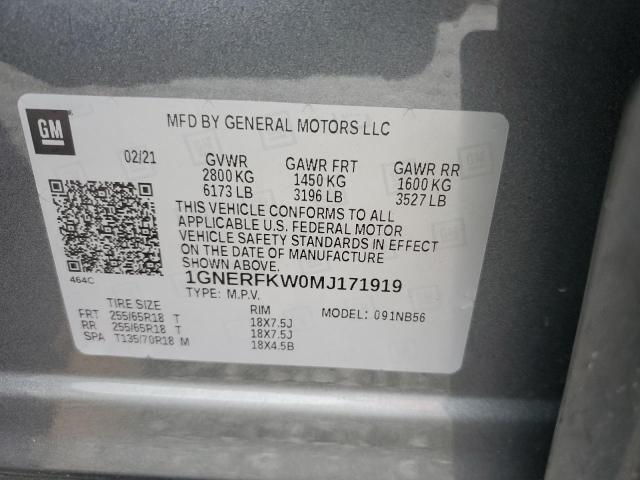 GM
MFD BY GENERAL MOTORS LLC
02/21 GVWR GAWR FRT GAWR RR
2800 KG 1450 KG 1600 KG
6173 LB 3196 LB 3527 LB
THIS VEHICLE CONFORMS TO ALL
APPLICABLE U.S. FEDERAL MOTOR
VEHICLE SAFETY STANDARDS IN EFFECT
ON THE DATE OF MANUFACTURE
SHOWN ABOVE.
464C
1GNERFKW0MJ171919
TYPE: M.P.V.
TIRE SIZE RIM MODEL: 091NB56
FRT 255/65R18 T 18X7.5J
RR 255/65R18 T 18X7.5J
SPA T135/70R18 M 18X4.5B